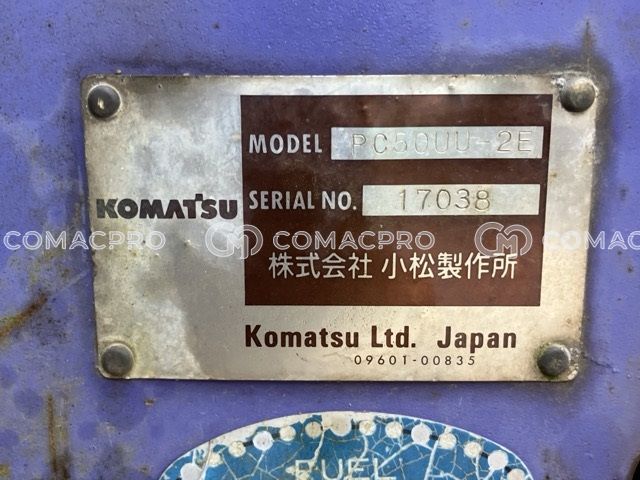 MODEL PC50UU-2E
KOMATSU
SERIAL NO. 17038
COMACPRO COMACPRO
株式会社 小松製作所
Komatsu Ltd. Japan
09601-00835
FUEL